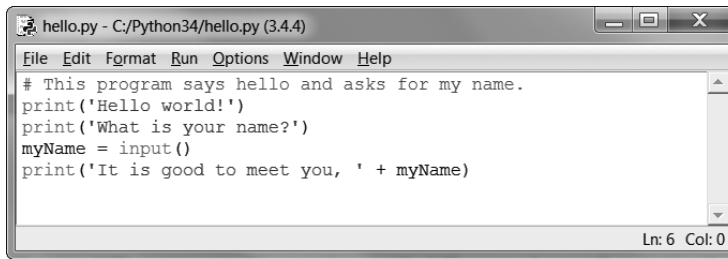 hello.py - C:/Python34/hello.py (3.4.4)
File Edit Format Run Options Window Help
# This program says hello and asks for my name.
print('Hello world!')
print('What is your name?')
myName = input()
print('It is good to meet you, ' + myName)
Ln: 6 Col: 0